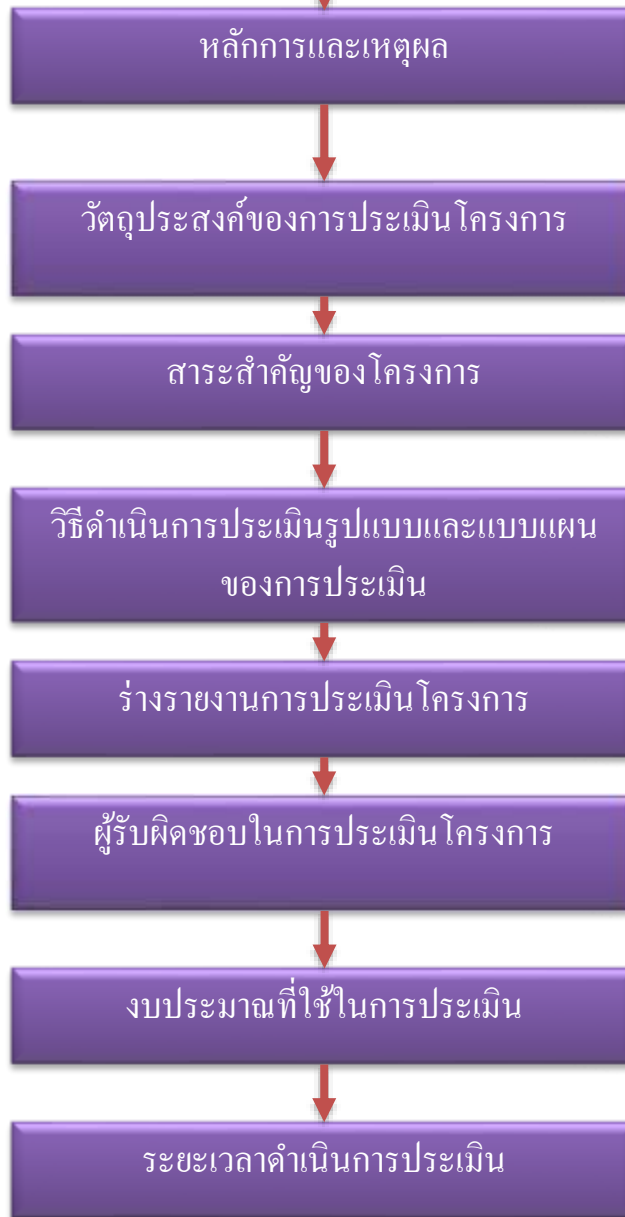 หลักการและเหตุผล
วัตถุประสงค์ของการประเมินโครงการ
สาระสำคัญของโครงการ
วิธีดำเนินการประเมินรูปแบบและแบบแผน
ของการประเมิน
ร่างรายงานการประเมินโครงการ
ผู้รับผิดชอบในการประเมินโครงการ
งบประมาณที่ใช้ในการประเมิน
ระยะเวลาดำเนินการประเมิน